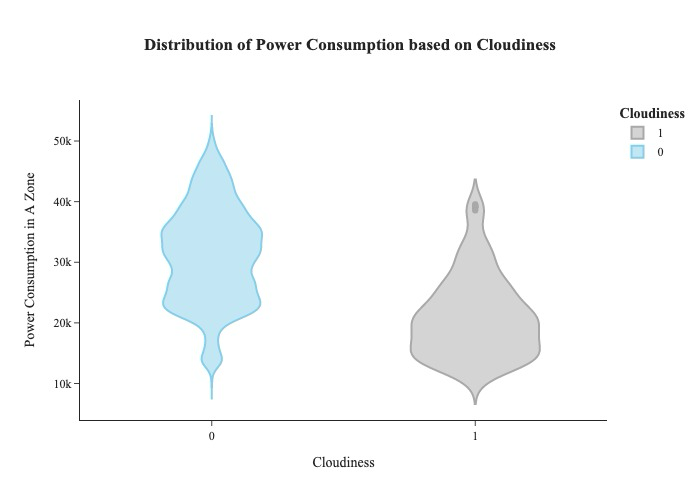 Distribution of Power Consumption based on Cloudiness
Cloudiness
1
0
50k
40k
30k
20k
10k
Power Consumption in A Zone
0
1
Cloudiness